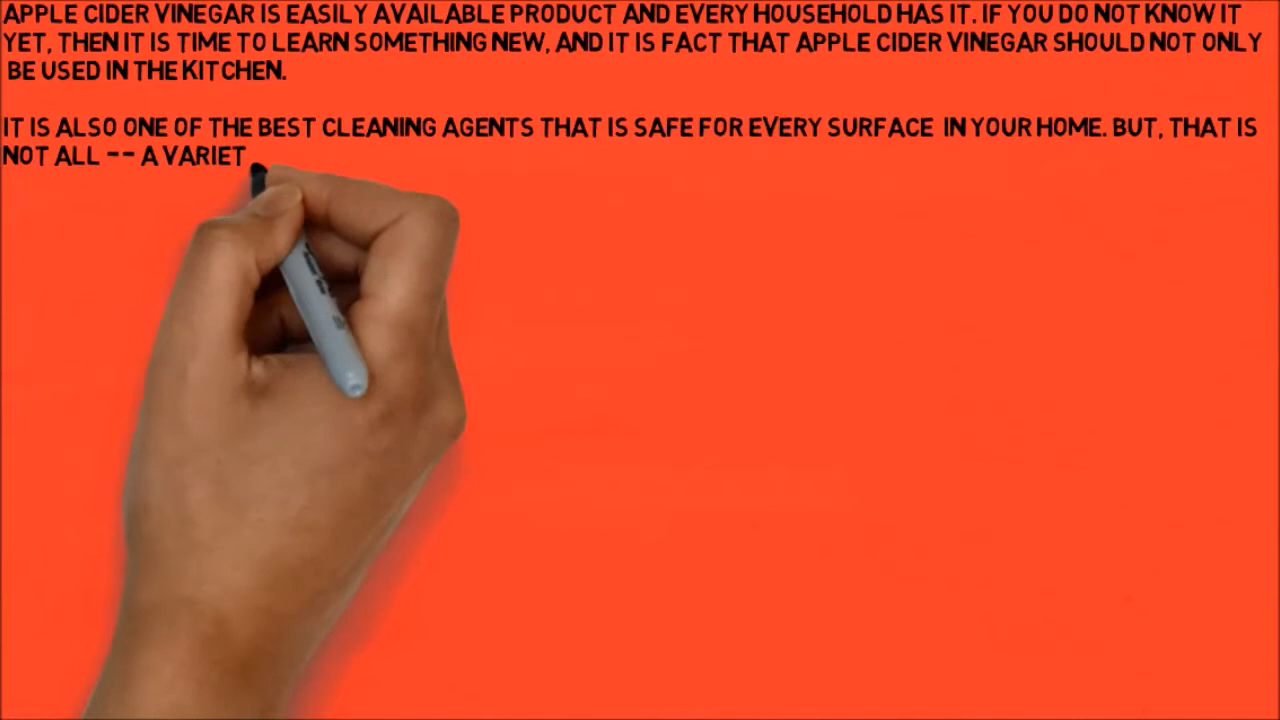 APPLE CIDER VINEGAR IS EASILY AVAILABLE PRODUCT AND EVERY HOUSEHOLD HAS IT. IF YOU DO NOT KNOW IT
YET, THEN IT IS TIME TO LEARN SOMETHING NEW, AND IT IS FACT THAT APPLE CIDER VINEGAR SHOULD NOT ONLY
BE USED IN THE KITCHEN.
IT IS ALSO ONE OF THE BEST CLEANING AGENTS THAT IS SAFE FOR EVERY SURFACE IN YOUR HOME. BUT, THAT IS
NOT ALL -- A VARIET